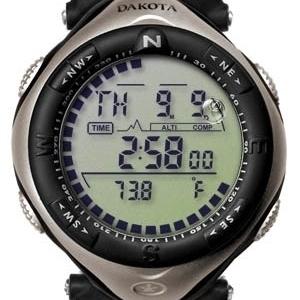 DAKOTA
N
NW NE
TH 9 9
TIME ALTI COMP
2:58 00
73.8 °F
W E
SW SE
S